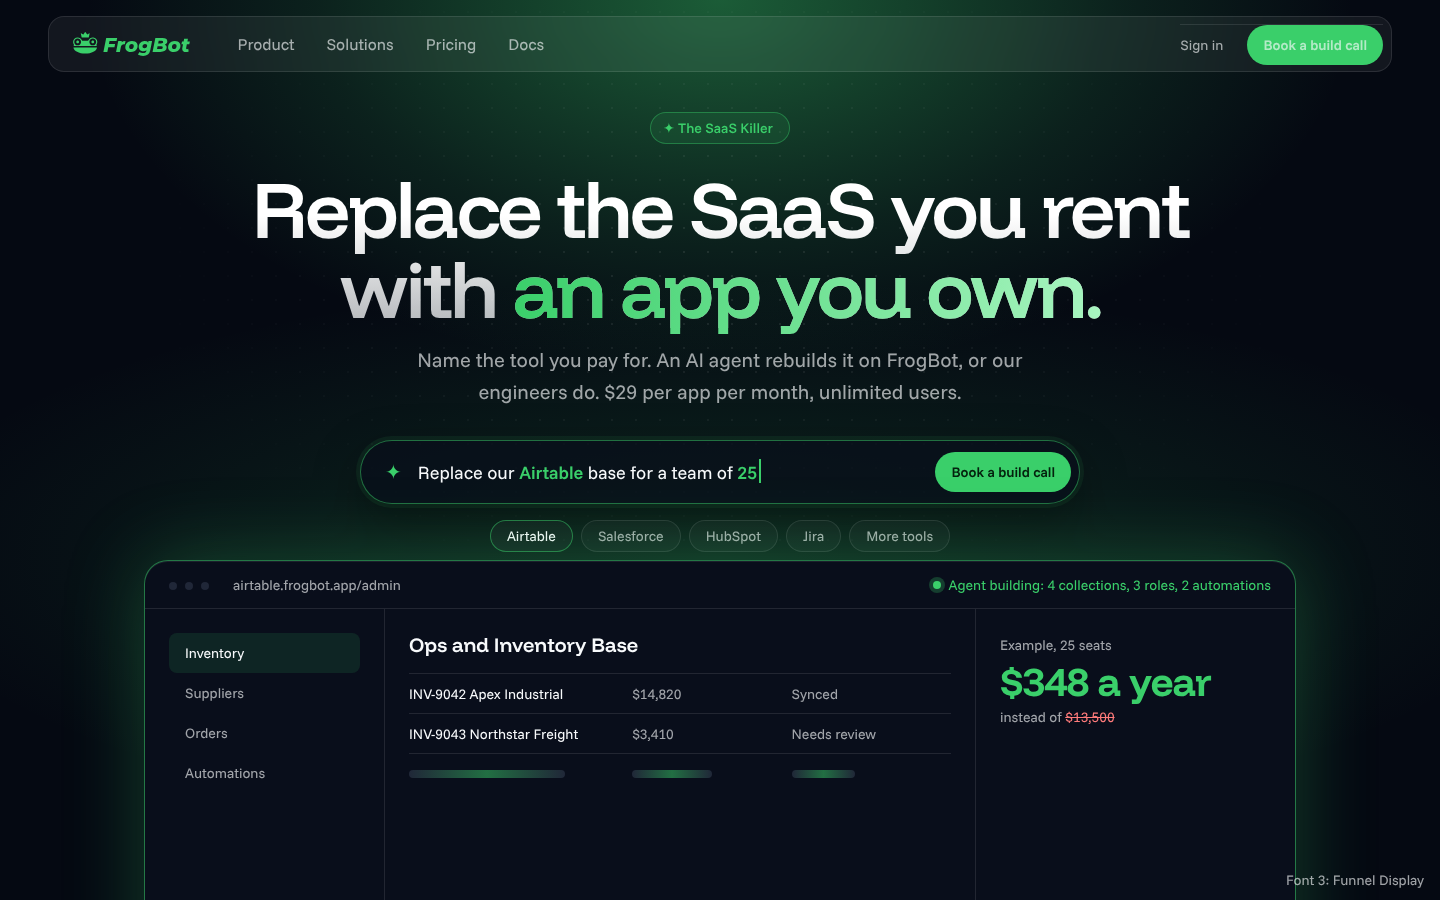 FrogBot
Product
Solutions
Pricing
Docs
Sign in
Book a build call
✦ The SaaS Killer
Replace the SaaS you rent
with an app you own.
Name the tool you pay for. An AI agent rebuilds it on FrogBot, or our
engineers do. $29 per app per month, unlimited users.
✦ Replace our Airtable base for a team of 25
Book a build call
Airtable
Salesforce
HubSpot
Jira
More tools
airtable.frogbot.app/admin
Agent building: 4 collections, 3 roles, 2 automations
Inventory
Suppliers
Orders
Automations
Ops and Inventory Base
INV-9042 Apex Industrial $14,820 Synced
INV-9043 Northstar Freight $3,410 Needs review
Example, 25 seats
$348 a year
instead of $13,500
Font 3: Funnel Display